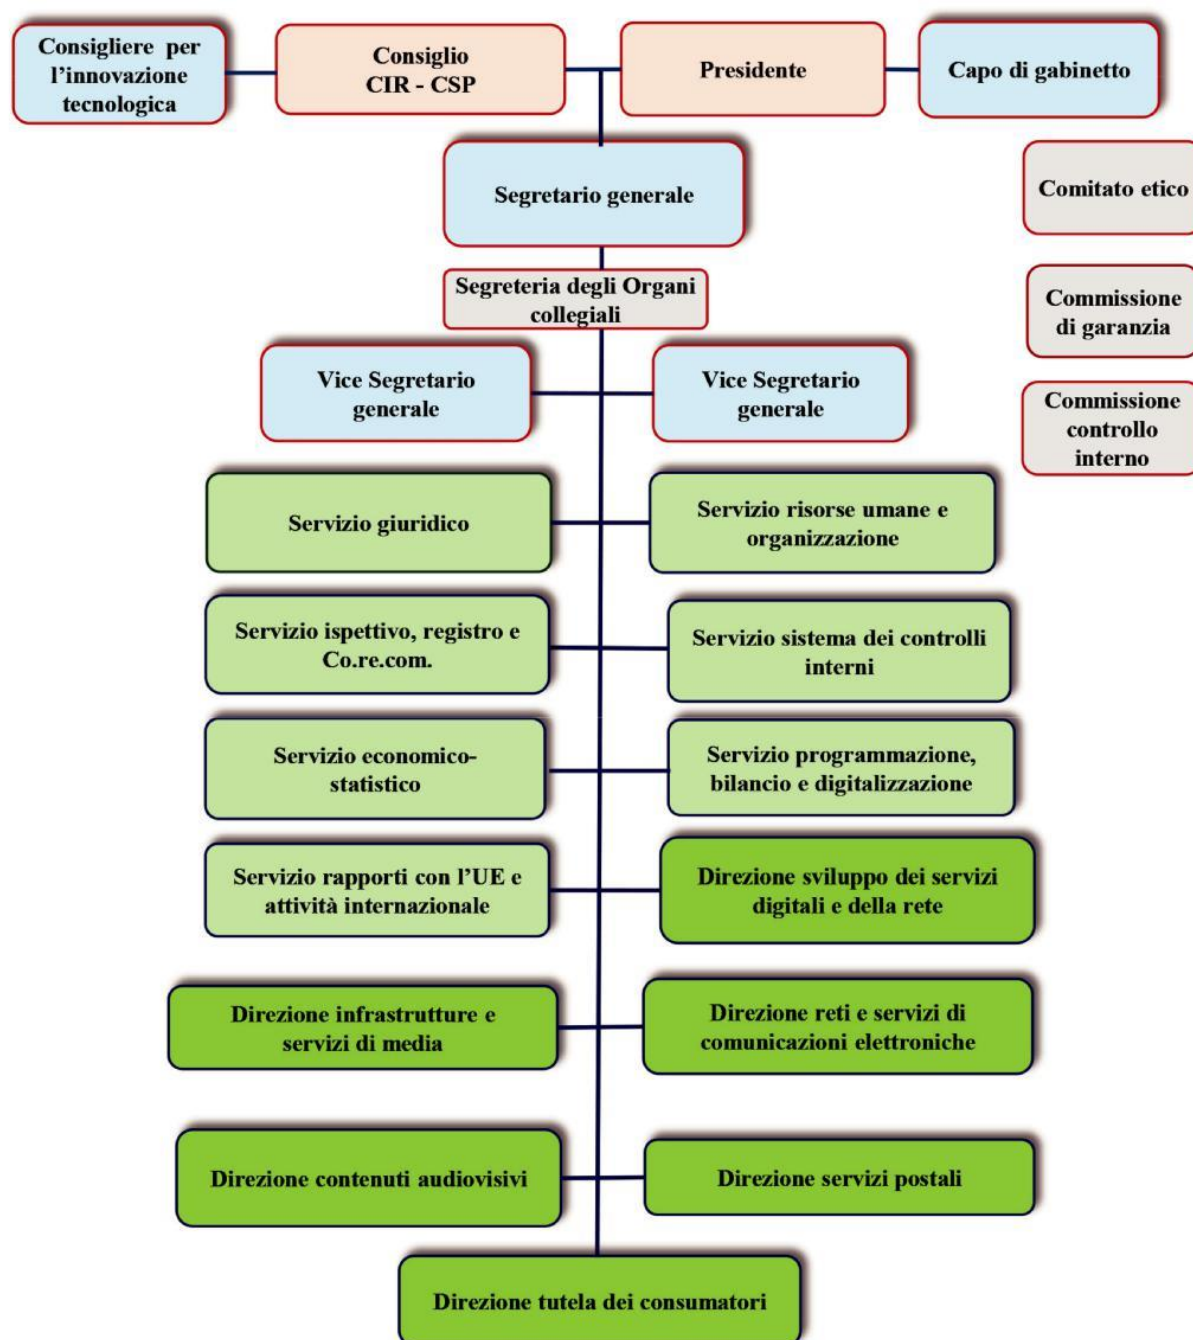 Consigliere per
l'innovazione
tecnologica
Consiglio
CIR - CSP
Presidente
Capo di gabinetto
Segretario generale
Comitato etico
Segreteria degli Organi
collegiali
Commissione
di garanzia
Vice Segretario
generale
Vice Segretario
generale
Commissione
controllo
interno
Servizio giuridico
Servizio risorse umane e
organizzazione
Servizio ispettivo, registro e
Co.re.com.
Servizio sistema dei controlli
interni
Servizio economico-
statistico
Servizio programmazione,
bilancio e digitalizzazione
Servizio rapporti con l'UE e
attività internazionale
Direzione sviluppo dei servizi
digitali e della rete
Direzione infrastrutture e
servizi di media
Direzione reti e servizi di
comunicazioni elettroniche
Direzione contenuti audiovisivi
Direzione servizi postali
Direzione tutela dei consumatori